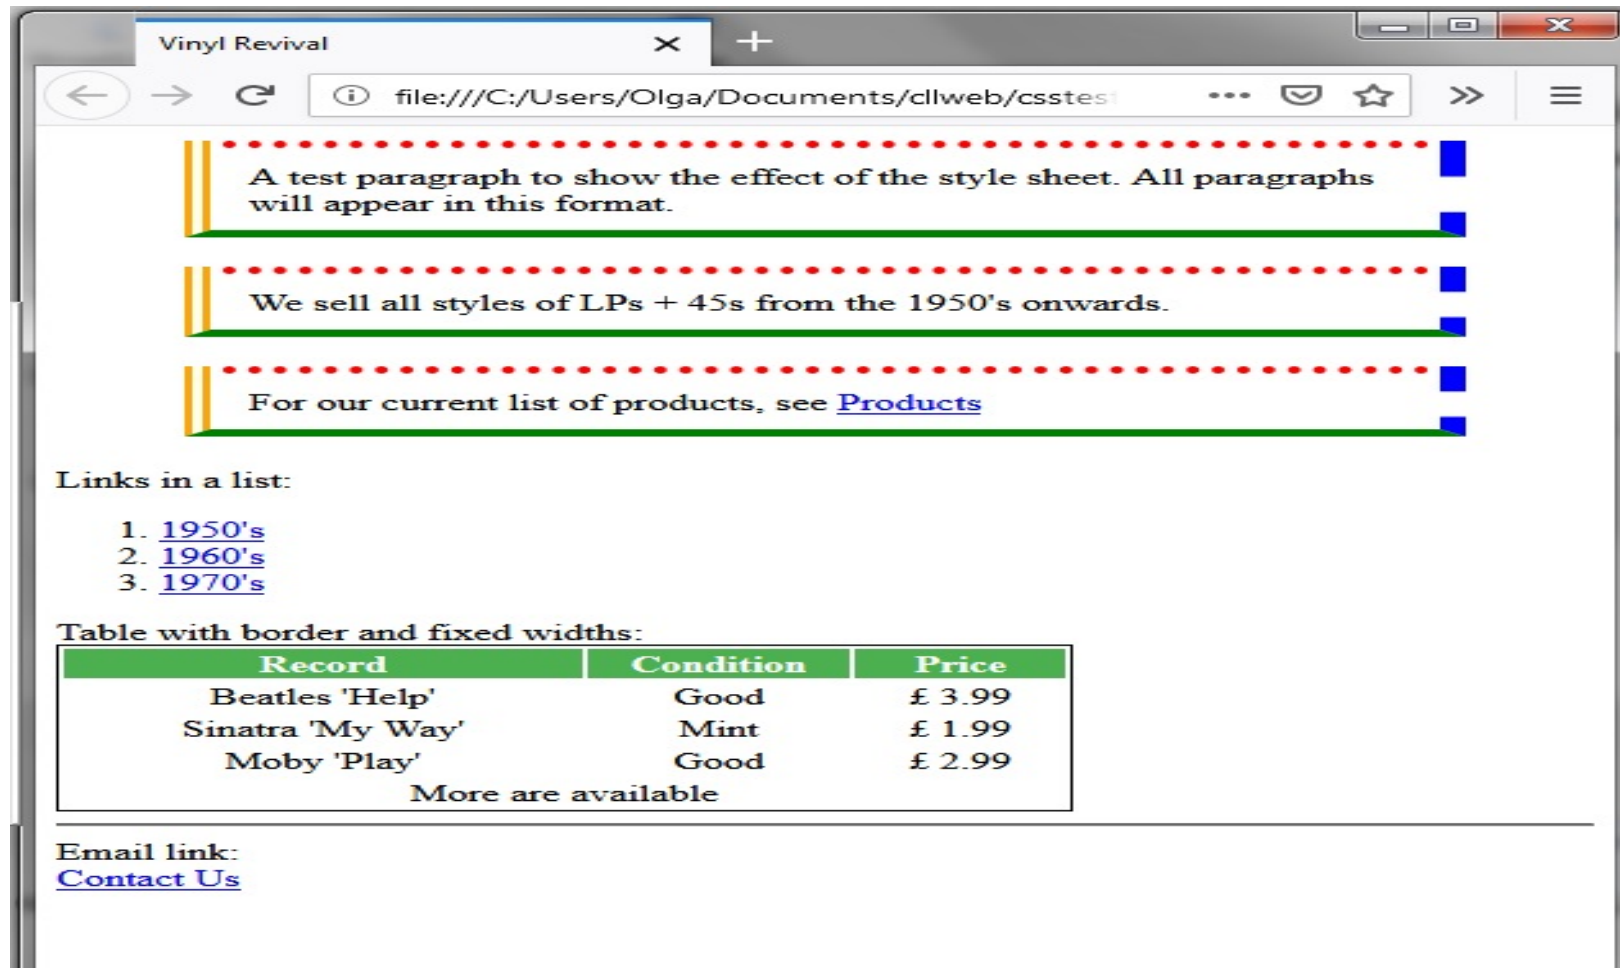 Vinyl Revival
file:///C:/Users/Olga/Documents/cllweb/csstes
A test paragraph to show the effect of the style sheet. All paragraphs
will appear in this format.
We sell all styles of LPs + 45s from the 1950's onwards.
For our current list of products, see Products
Links in a list:
1. 1950's
2. 1960's
3. 1970's
Table with border and fixed widths:
Record Condition Price
Beatles 'Help' Good £ 3.99
Sinatra 'My Way' Mint £ 1.99
Moby 'Play' Good £ 2.99
More are available
Email link:
Contact Us